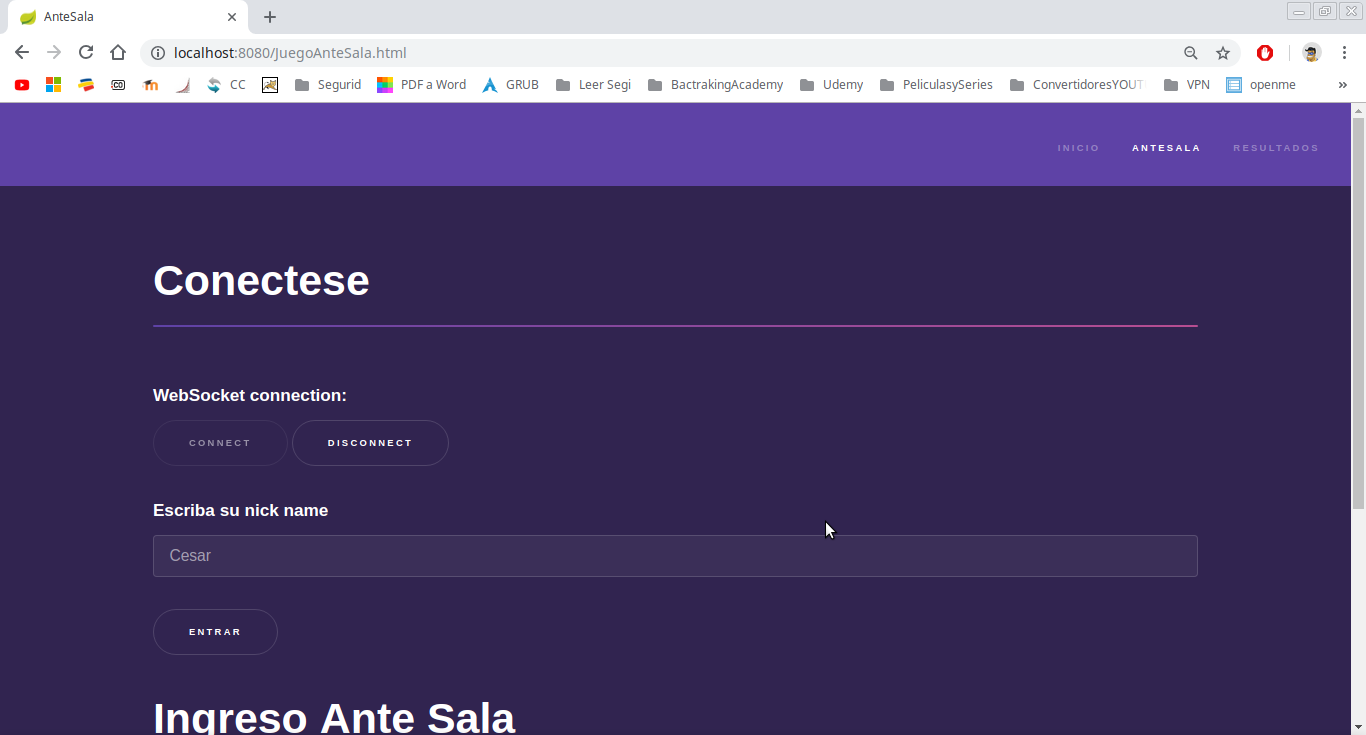 AnteSala
localhost:8080/JuegoAnteSala.html
CC Segurid PDF a Word GRUB Leer Segi BactrakingAcademy Udemy PeliculasySeries ConvertidoresYOUT VPN openme
INICIO ANTESALA RESULTADOS
Conectese
WebSocket connection:
CONNECT DISCONNECT
Escriba su nick name
Cesar
ENTRAR
Ingreso Ante Sala